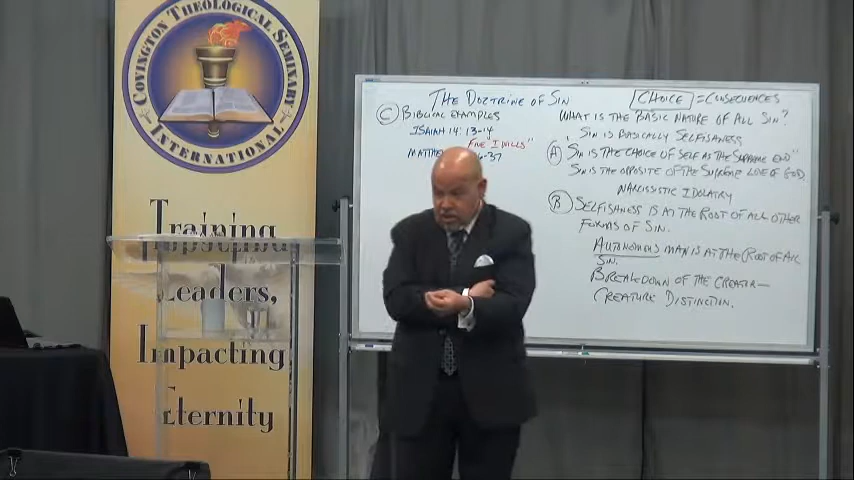 COVINGTON THEOLOGICAL SEMINARY
INTERNATIONAL
Training
Leaders,
Impacting
Eternity
THE DOCTRINE OF SIN
C BIBLICAL EXAMPLES
ISAIAH 14:13-14
FIVE I WILLS"
MATTHE
6-37
CHOICE = CONSEQUENCES
WHAT IS THE BASIC NATURE OF ALL SIN?
SIN IS BASICALLY SELFISHNESS
A SIN IS THE CHOICE OF SELF AS THE SUPREME END"
SIN IS THE OPPOSITE OF THE SUPREME LOVE OF GOD.
NARCISSISTIC IDOLATRY
B SELFISHNESS IS AT THE ROOT OF ALL OTHER
FORMS OF SIN.
AUTONOMOUS MAN IS AT THE ROOT OF ALL
SIN.
BREAKDOWN OF THE CREATOR-
CREATURE DISTINCTION.